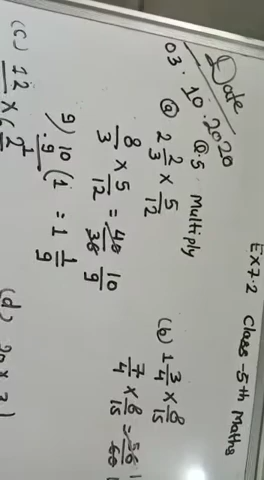 Ex 7.2 Class-5th Maths
Date
03.10.2020
Q.5 Multiply
(a) 2 2/3 × 5/12
8/3 × 5/12 = 40/36 10/9
9) 10 (1 = 1 1/9
9
1
(b) 1 3/4 × 8/15
7/4 × 8/15 = 56/60
(c) 12
(d)